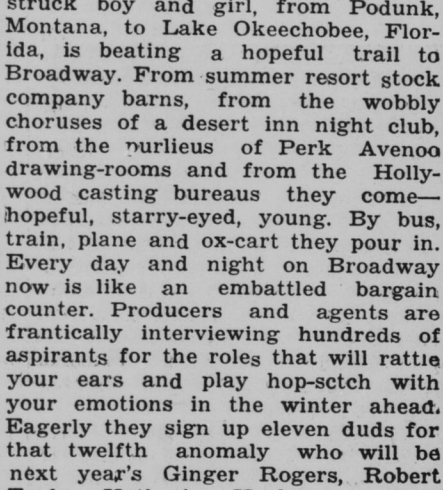 struck boy and girl, from Podunk,
Montana, to Lake Okeechobee, Flor-
ida, is beating a hopeful trail to
Broadway. From summer resort stock
company barns, from the wobbly
choruses of a desert inn night club,
from the purlieus of Perk Avenoo
drawing-rooms and from the Holly-
wood casting bureaus they come—
hopeful, starry-eyed, young. By bus,
train, plane and ox-cart they pour in.
Every day and night on Broadway
now is like an embattled bargain
counter. Producers and agents are
frantically interviewing hundreds of
aspirants for the roles that will rattle
your ears and play hop-sctch with
your emotions in the winter ahead.
Eagerly they sign up eleven duds for
that twelfth anomaly who will be
next year's Ginger Rogers, Robert